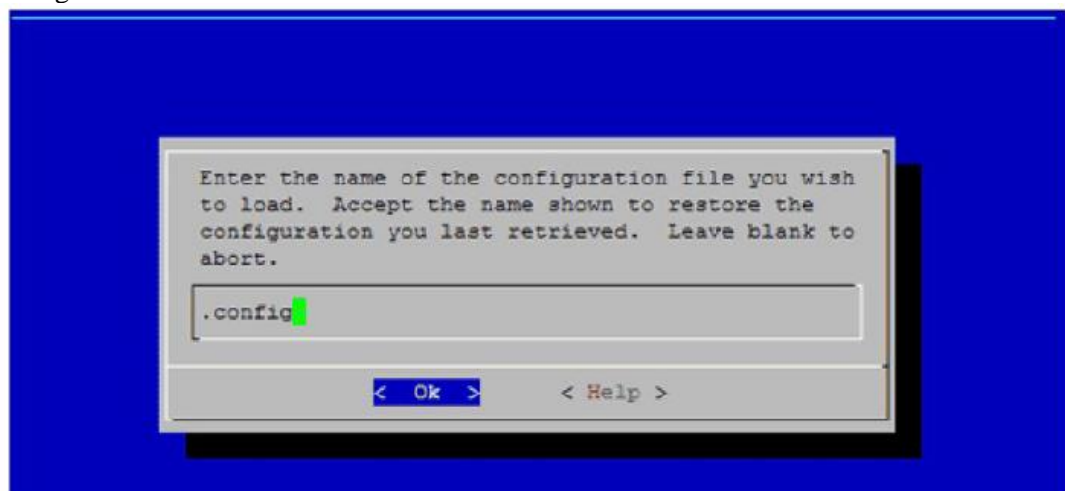 Enter the name of the configuration file you wish
to load.  Accept the name shown to restore the
configuration you last retrieved.  Leave blank to
abort.
.config
<  Ok  > < Help >